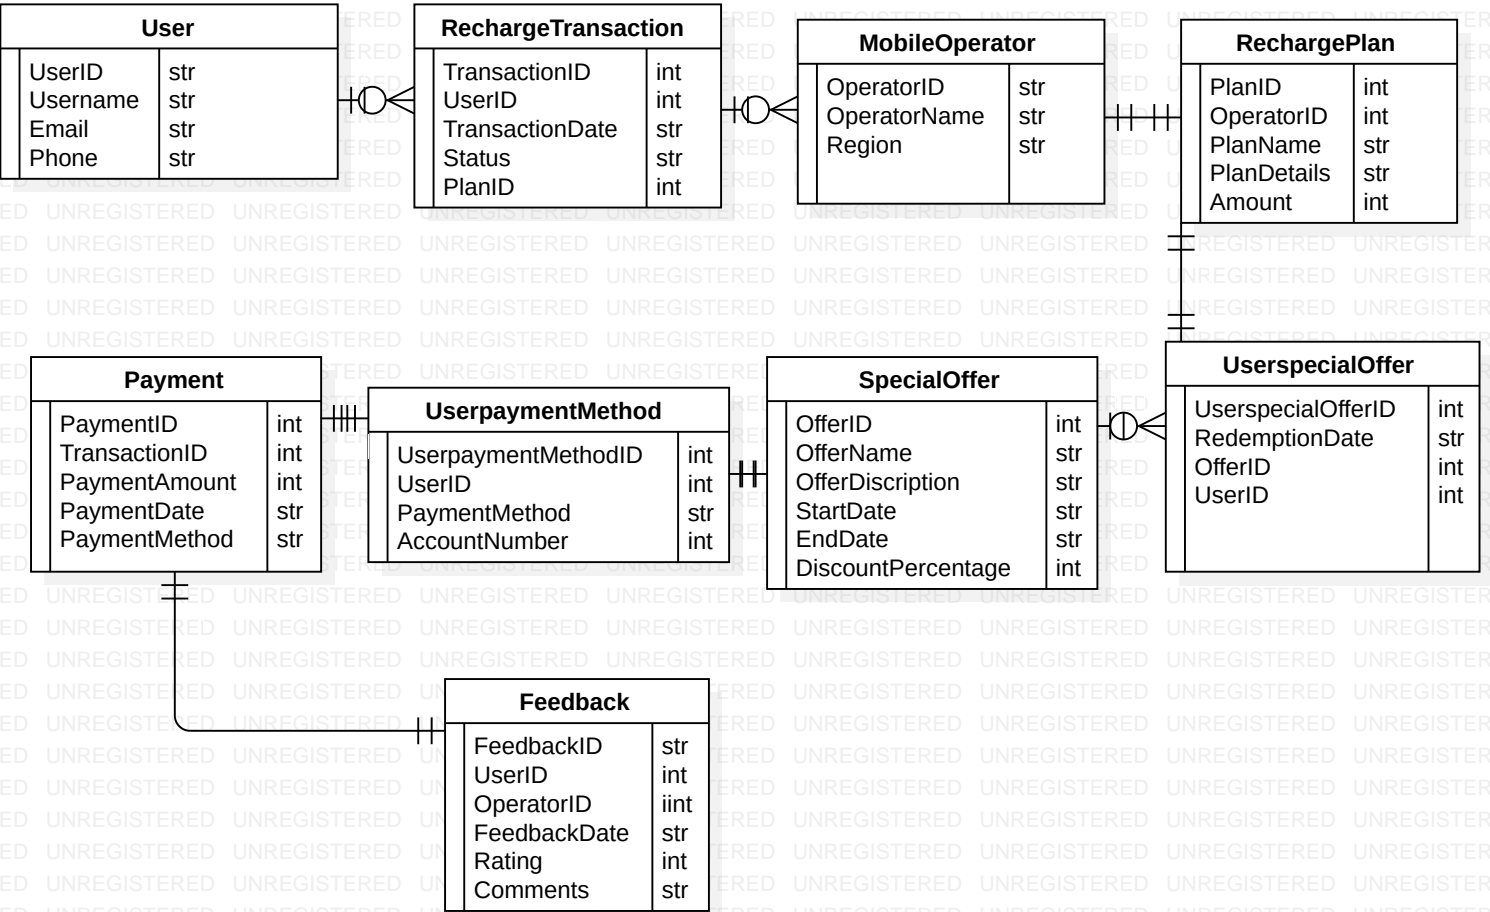 User
UserID str
Username str
Email str
Phone str
RechargeTransaction
TransactionID int
UserID int
TransactionDate str
Status str
PlanID int
MobileOperator
OperatorID str
OperatorName str
Region str
RechargePlan
PlanID int
OperatorID int
PlanName str
PlanDetails str
Amount int
Payment
PaymentID int
TransactionID int
PaymentAmount int
PaymentDate str
PaymentMethod str
UserpaymentMethod
UserpaymentMethodID int
UserID int
PaymentMethod str
AccountNumber int
SpecialOffer
OfferID int
OfferName str
OfferDiscription str
StartDate str
EndDate str
DiscountPercentage int
UserspecialOffer
UserspecialOfferID int
RedemptionDate str
OfferID int
UserID int
Feedback
FeedbackID str
UserID int
OperatorID iint
FeedbackDate str
Rating int
Comments str
UNREGISTERED